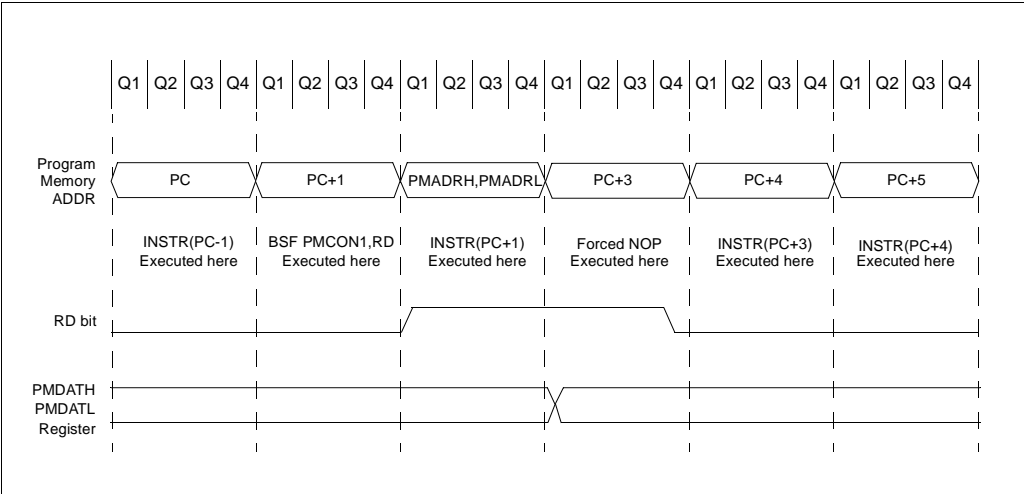 Q1 Q2 Q3 Q4 Q1 Q2 Q3 Q4 Q1 Q2 Q3 Q4 Q1 Q2 Q3 Q4 Q1 Q2 Q3 Q4 Q1 Q2 Q3 Q4
Program
Memory
ADDR
PC PC+1 PMADRH,PMADRL PC+3 PC+4 PC+5
INSTR(PC-1)
Executed here
BSF PMCON1,RD
Executed here
INSTR(PC+1)
Executed here
Forced NOP
Executed here
INSTR(PC+3)
Executed here
INSTR(PC+4)
Executed here
RD bit
PMDATH
PMDATL
Register